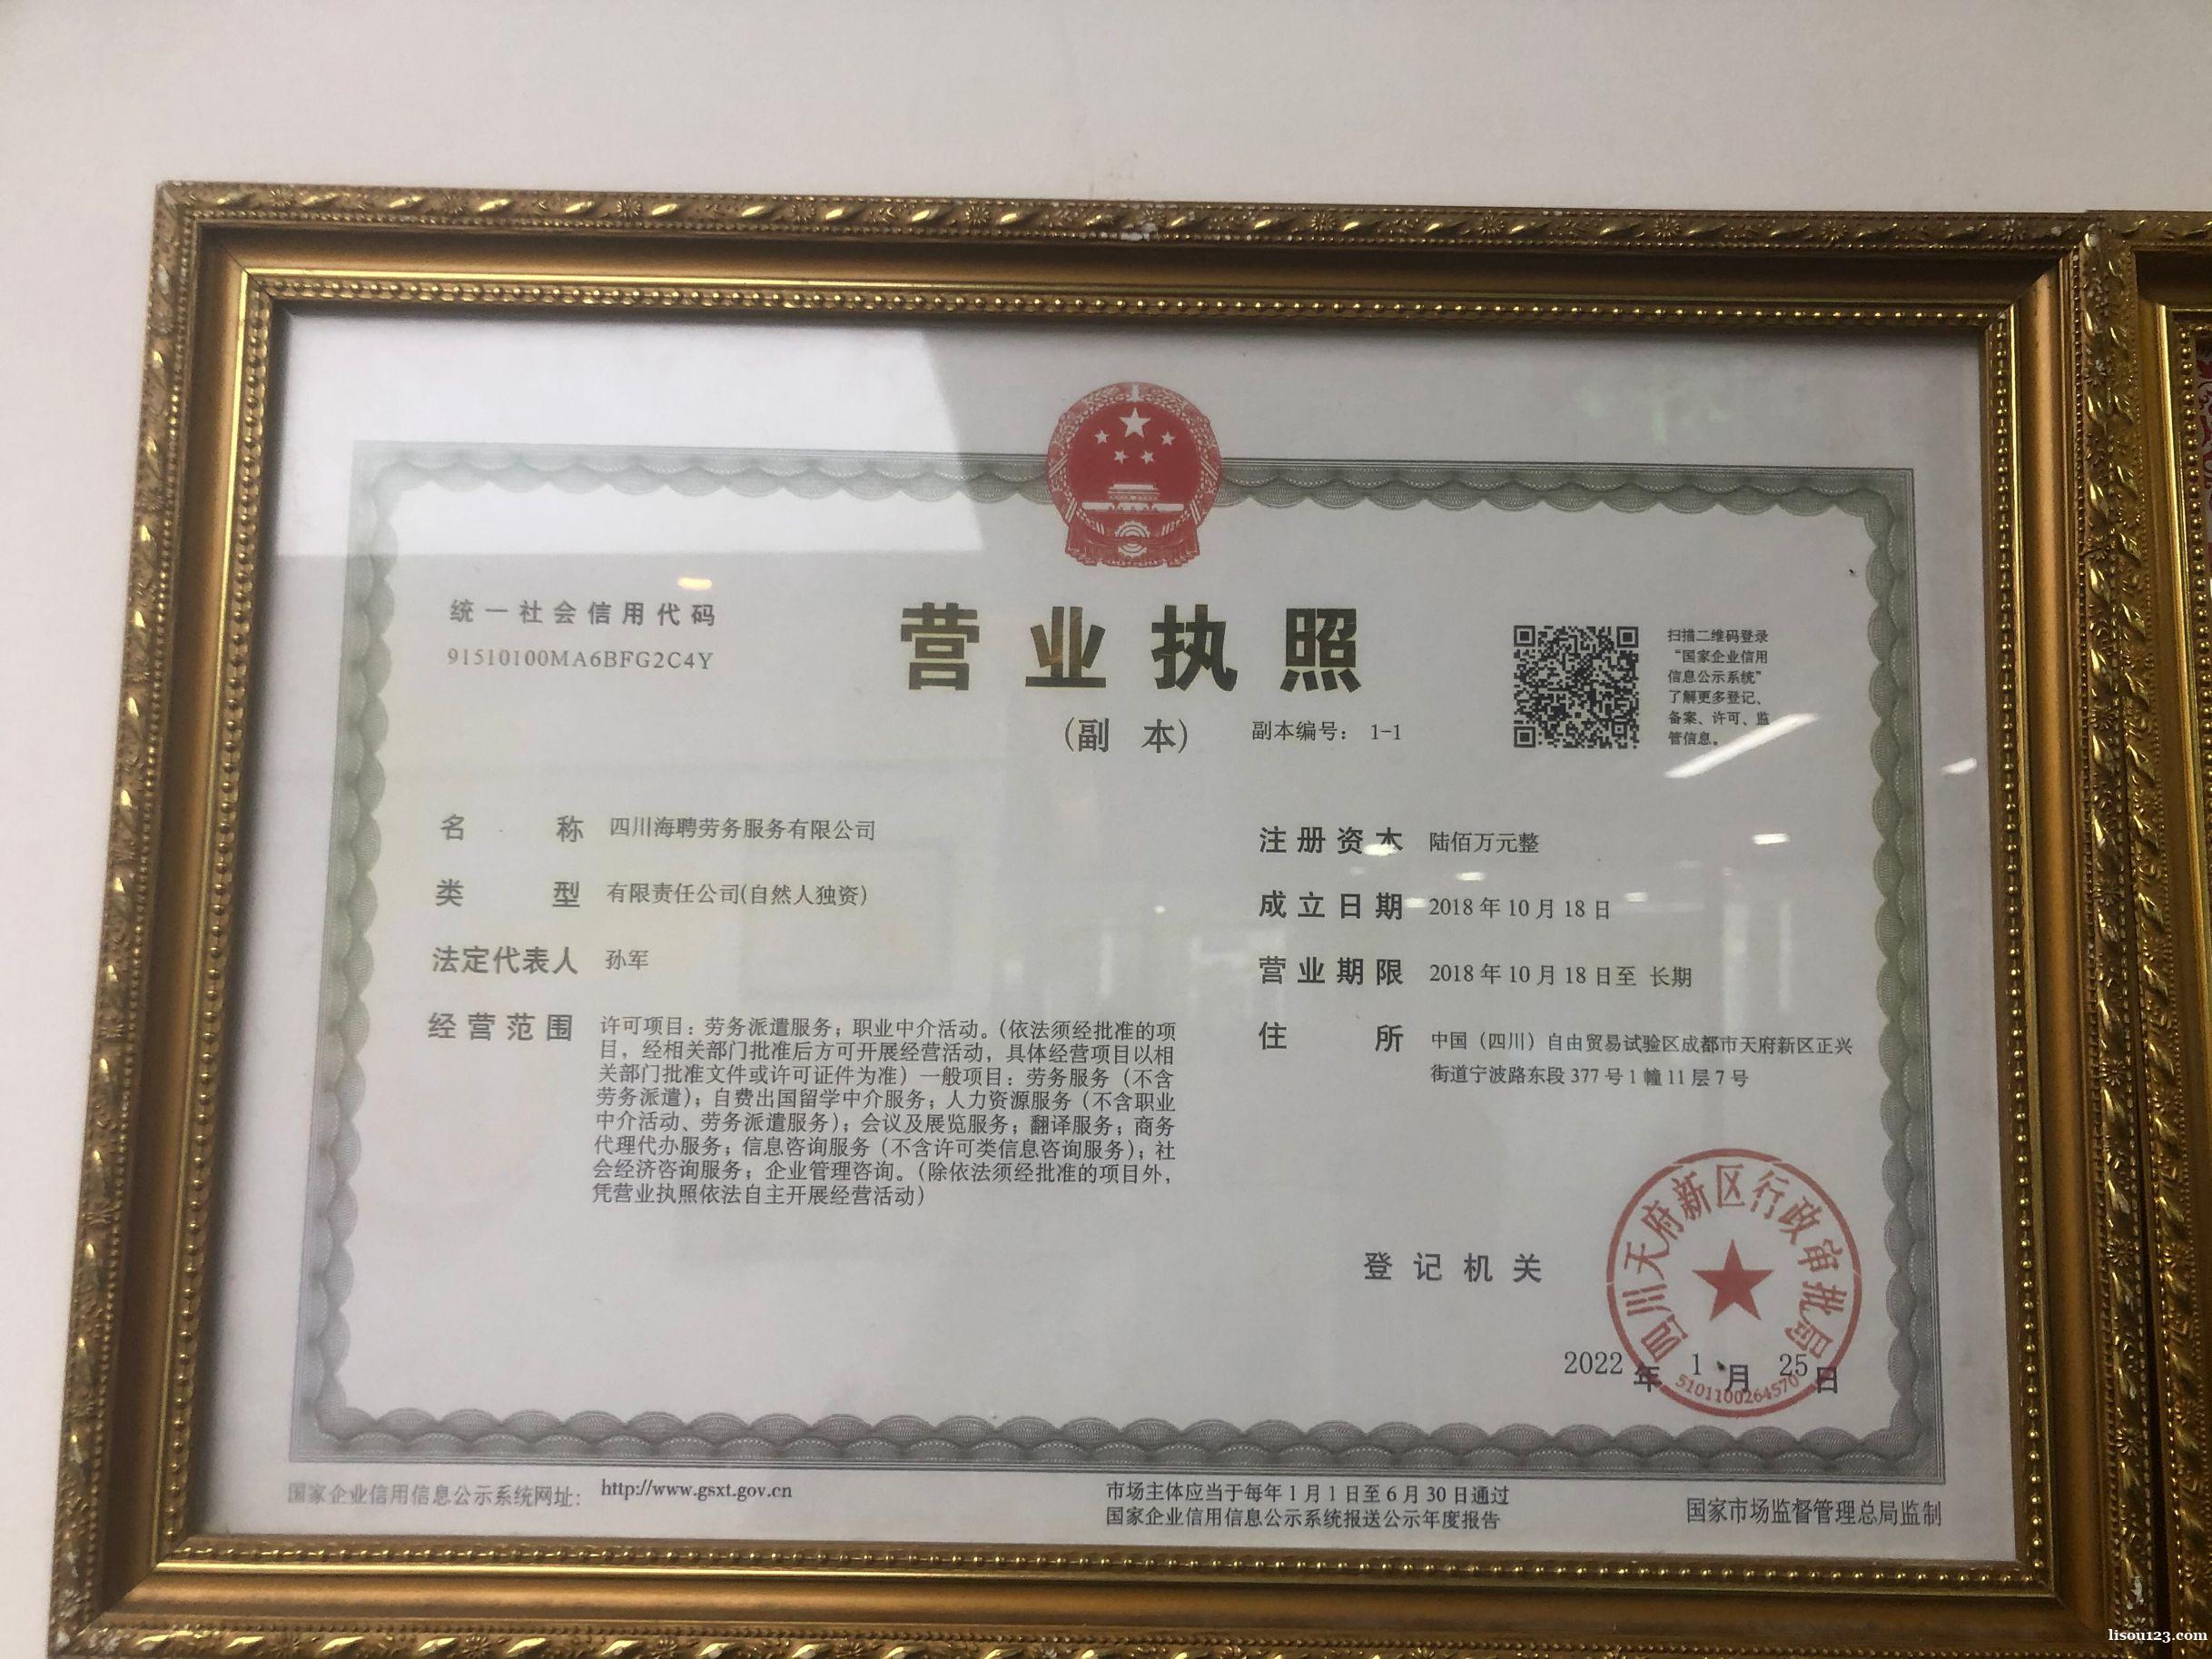 统一社会信用代码
91510100MA6BFG2C4Y
营业执照
(副 本) 副本编号: 1-1
扫描二维码登录
“国家企业信用
信息公示系统”
了解更多登记、
备案、许可、监
管信息。
名 称 四川海聘劳务服务有限公司
类 型 有限责任公司(自然人独资)
法定代表人 孙军
经营范围 许可项目：劳务派遣服务；职业中介活动。(依法须经批准的项
目，经相关部门批准后方可开展经营活动，具体经营项目以相
关部门批准文件或许可证件为准）一般项目：劳务服务（不含
劳务派遣)；自费出国留学中介服务；人力资源服务（不含职业
中介活动、劳务派遣服务)；会议及展览服务；翻译服务；商务
代理代办服务；信息咨询服务（不含许可类信息咨询服务)；社
会经济咨询服务；企业管理咨询。(除依法须经批准的项目外，
凭营业执照依法自主开展经营活动）
注册资本 陆佰万元整
成立日期 2018年10月18日
营业期限 2018年10月18日至 长期
住 所 中国（四川）自由贸易试验区成都市天府新区正兴
街道宁波路东段377号1幢11层7号
登记机关
四川天府新区行政审批局
5101100264570
2022年1月25日
国家企业信用信息公示系统网址: http://www.gsxt.gov.cn
市场主体应当于每年1月1日至6月30日通过
国家企业信用信息公示系统报送公示年度报告
国家市场监督管理总局监制
lisou123.com